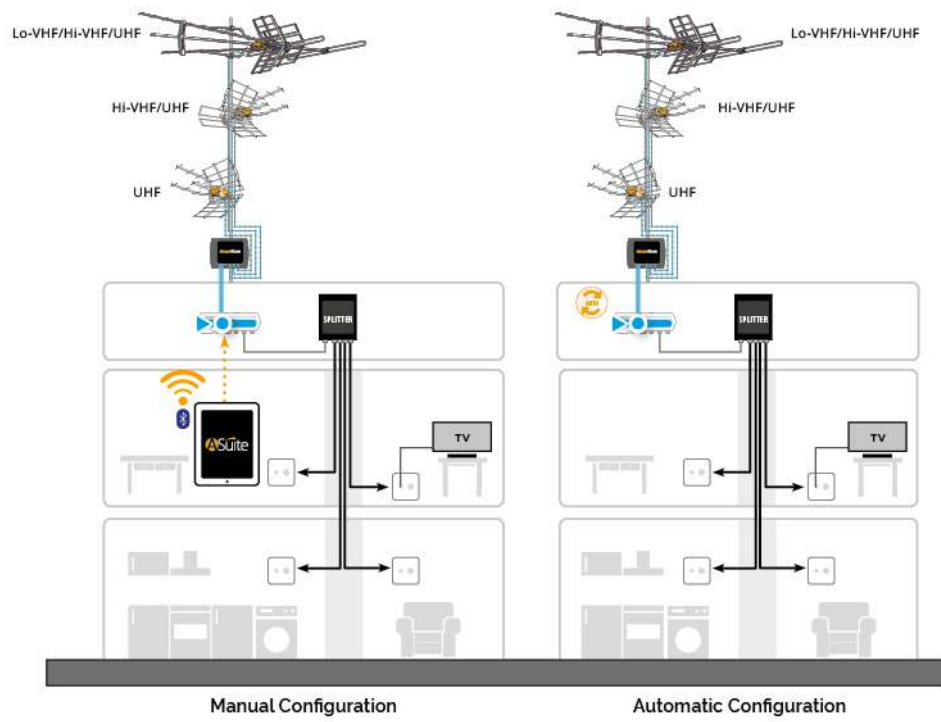 Lo-VHF/Hi-VHF/UHF
Hi-VHF/UHF
UHF
SPLITTER
ASuite
TV
Manual Configuration
Lo-VHF/Hi-VHF/UHF
Hi-VHF/UHF
UHF
AUTO
SPLITTER
TV
Automatic Configuration